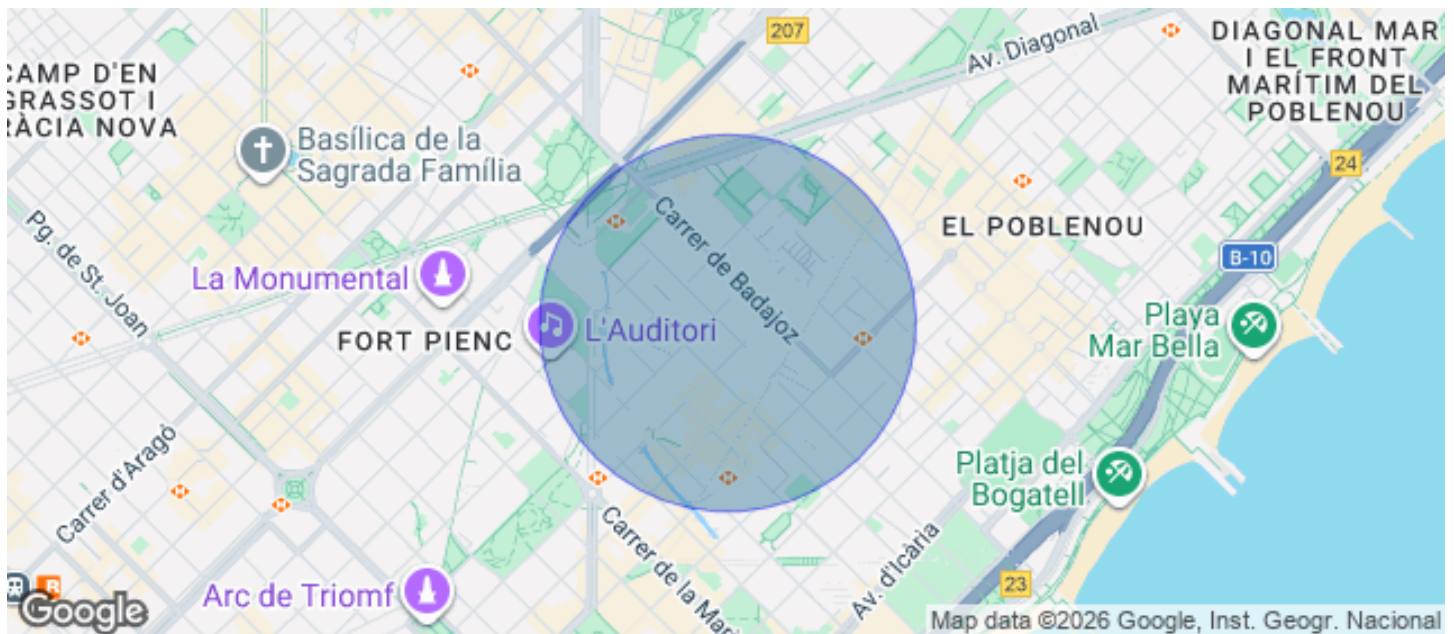 207
Av. Diagonal
DIAGONAL MAR
I EL FRONT
MARÍTIM DEL
POBLENOU
CAMP D'EN
GRASSOT I
RÀCIA NOVA
Basílica de la
Sagrada Família
24
Carrer de Badajoz
EL POBLENOU
Pg. de St. Joan
B-10
La Monumental
Playa
Mar Bella
L'Auditori
FORT PIENC
Carrer d'Aragó
Platja del
Bogatell
Carrer de la Mari
Av. d'Icària
23
Arc de Triomf
Google
Map data ©2026 Google, Inst. Geogr. Nacional